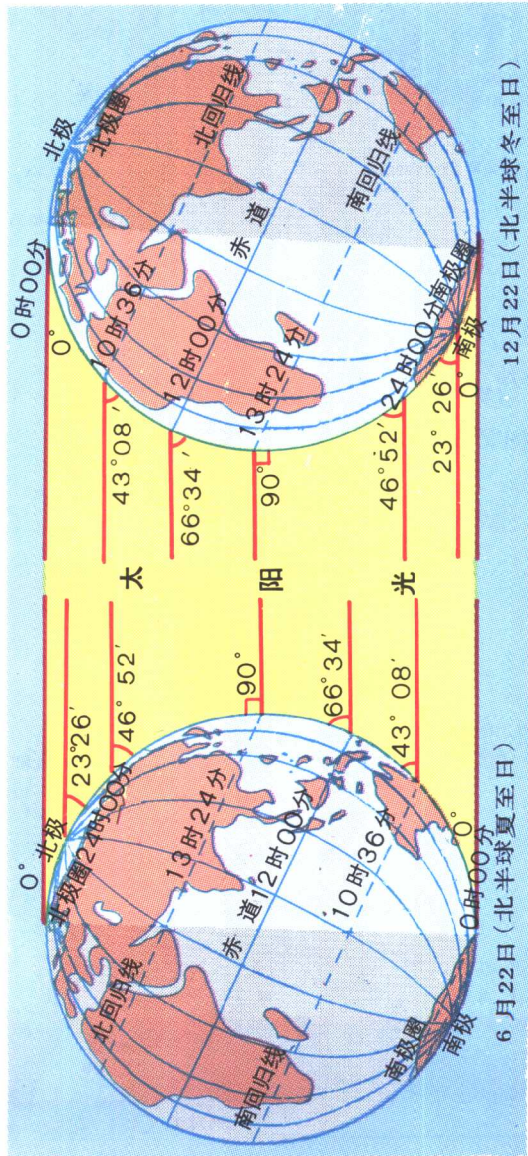 6月22日(北半球夏至日)
0°
北极
23°26′
北极圈24时00分
46°52′
北回归线
13时24分
90°
赤道12时00分
66°34′
南回归线
10时36分
43°08′
0°
0时00分
南极圈
南极
太
阳
光
12月22日(北半球冬至日)
北极
0时00分
0°
北极圈
43°08′
10时36分
北回归线
66°34′
12时00分
赤道
90°
13时24分
南回归线
46°52′
24时00分南极圈
23°26
0°
南极